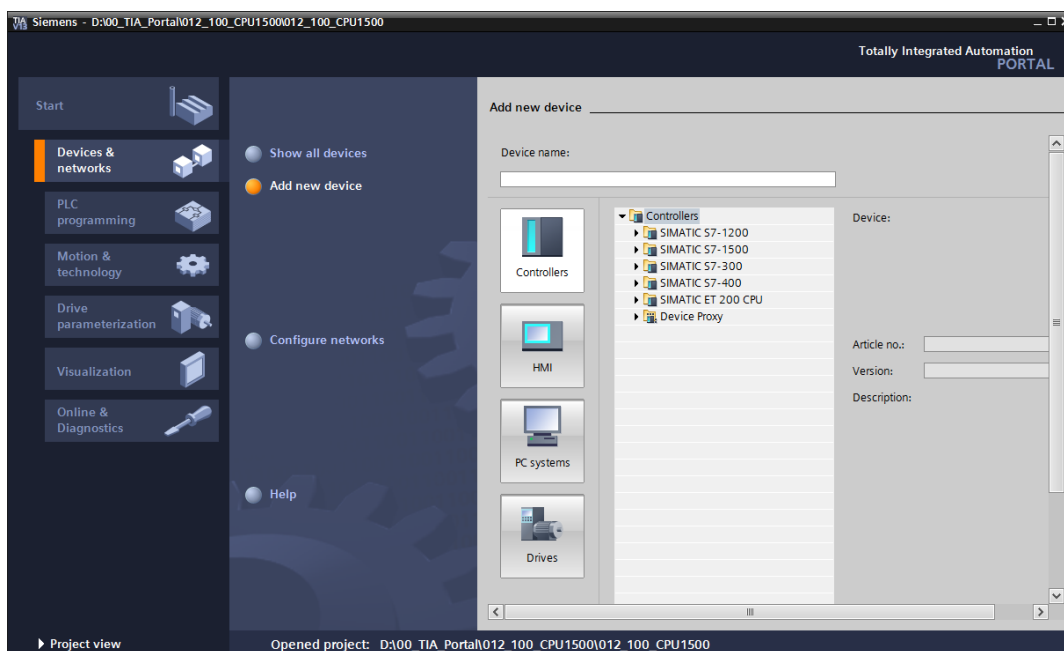 Siemens - D:\00_TIA_Portal\012_100_CPU1500\012_100_CPU1500
Totally Integrated Automation
PORTAL
Start
Devices &
networks
PLC
programming
Motion &
technology
Drive
parameterization
Visualization
Online &
Diagnostics
Project view
Show all devices
Add new device
Configure networks
Help
Add new device
Device name:
Controllers
HMI
PC systems
Drives
Controllers
SIMATIC S7-1200
SIMATIC S7-1500
SIMATIC S7-300
SIMATIC S7-400
SIMATIC ET 200 CPU
Device Proxy
Device:
Article no.:
Version:
Description:
Opened project: D:\00_TIA_Portal\012_100_CPU1500\012_100_CPU1500